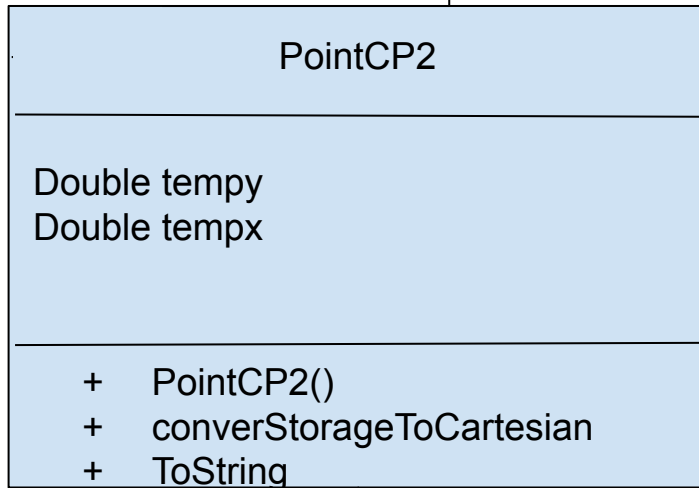 PointCP2
Double tempy
Double tempx
+ PointCP2()
+ converStorageToCartesian
+ ToString